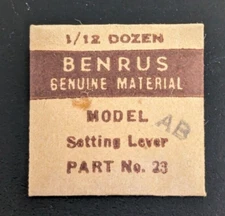 1/12 DOZEN
BENRUS
GENUINE MATERIAL
MODEL
AB
Setting Lever
PART No. 23